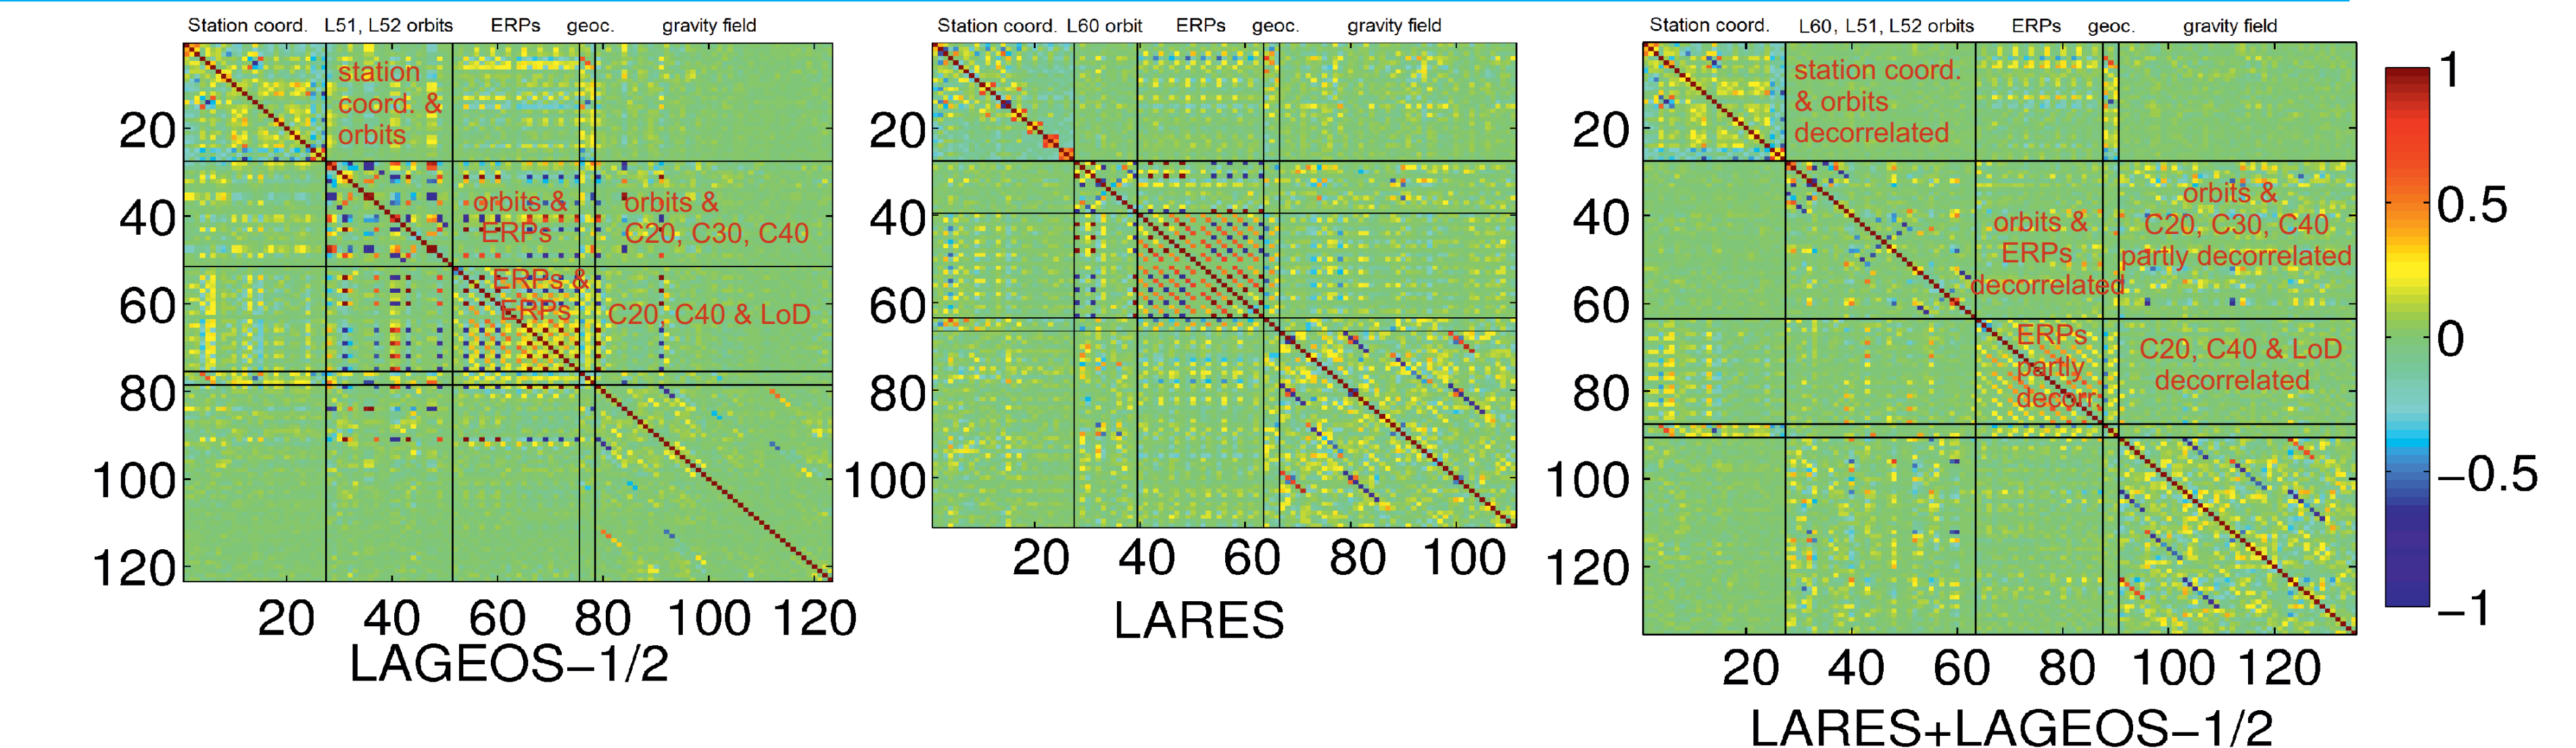 Station coord. L51, L52 orbits ERPs geoc. gravity field
station
coord. &
orbits
orbits &
ERPs
orbits &
C20, C30, C40
ERPs &
ERPs
C20, C40 & LoD
20
40
60
80
100
120
20 40 60 80 100 120
LAGEOS−1/2
Station coord. L60 orbit ERPs geoc. gravity field
20
40
60
80
100
20 40 60 80 100
LARES
Station coord. L60, L51, L52 orbits ERPs geoc. gravity field
station coord.
& orbits
decorrelated
orbits &
ERPs
decorrelated
orbits &
C20, C30, C40
partly decorrelated
ERPs
partly
decorr.
C20, C40 & LoD
decorrelated
20
40
60
80
100
120
20 40 60 80 100 120
LARES+LAGEOS−1/2
1
0.5
0
−0.5
−1